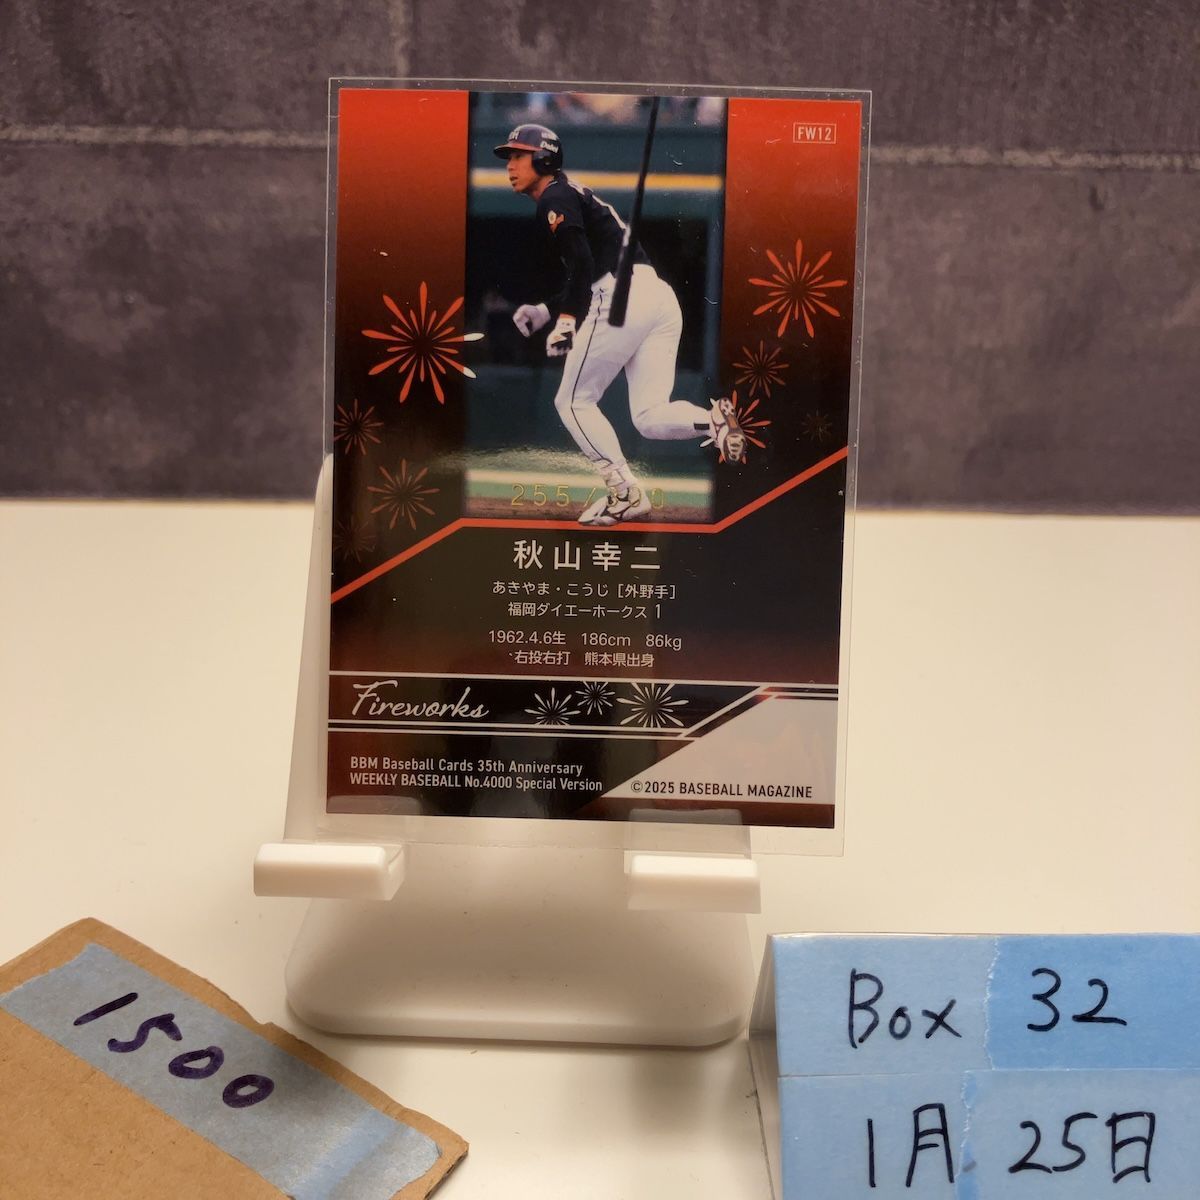 FW12
Daiei
255/300
秋山幸二
あきやま・こうじ［外野手］
福岡ダイエーホークス 1
1962.4.6生 186cm 86kg
右投右打 熊本県出身
Fireworks
BBM Baseball Cards 35th Anniversary
WEEKLY BASEBALL No.4000 Special Version
©2025 BASEBALL MAGAZINE
1500
Box 32
1月 25日